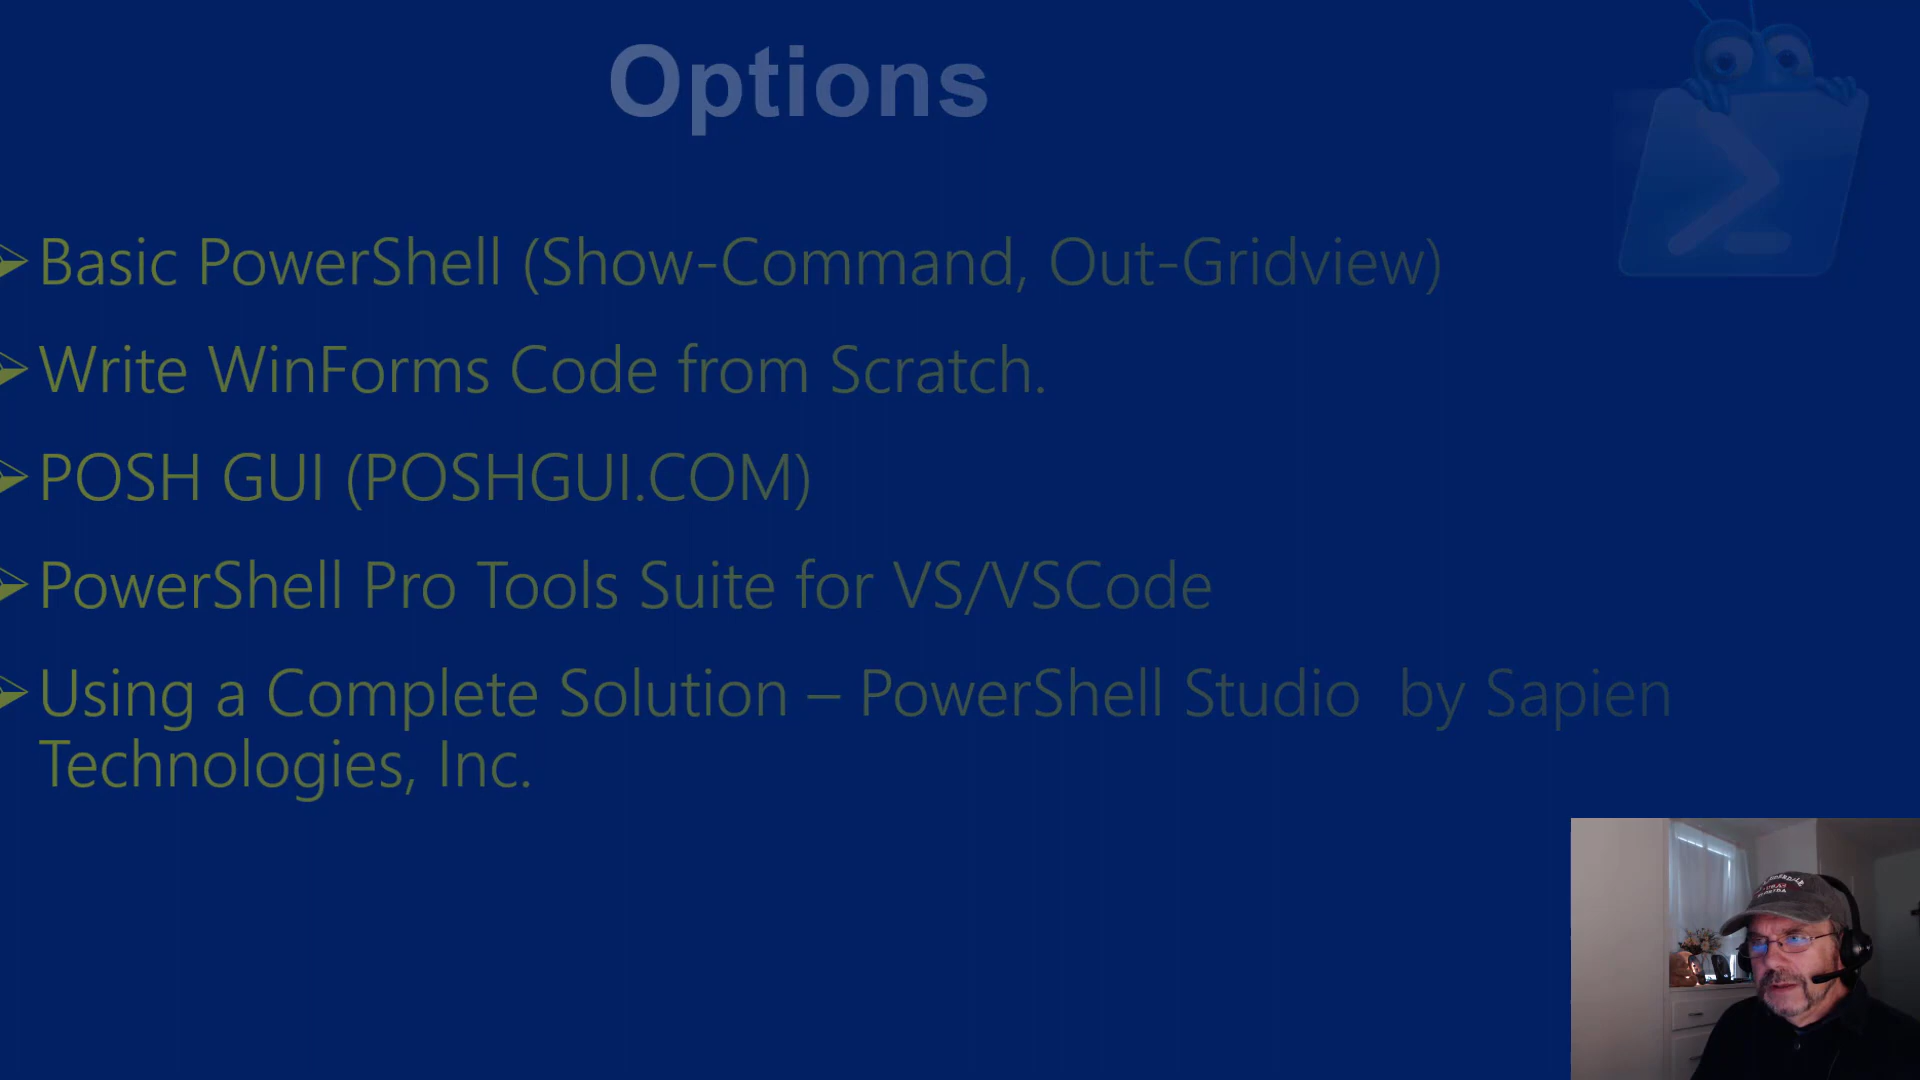 Options
Basic PowerShell (Show-Command, Out-Gridview)
Write WinForms Code from Scratch.
POSH GUI (POSHGUI.COM)
PowerShell Pro Tools Suite for VS/VSCode
Using a Complete Solution – PowerShell Studio by Sapien
Technologies, Inc.